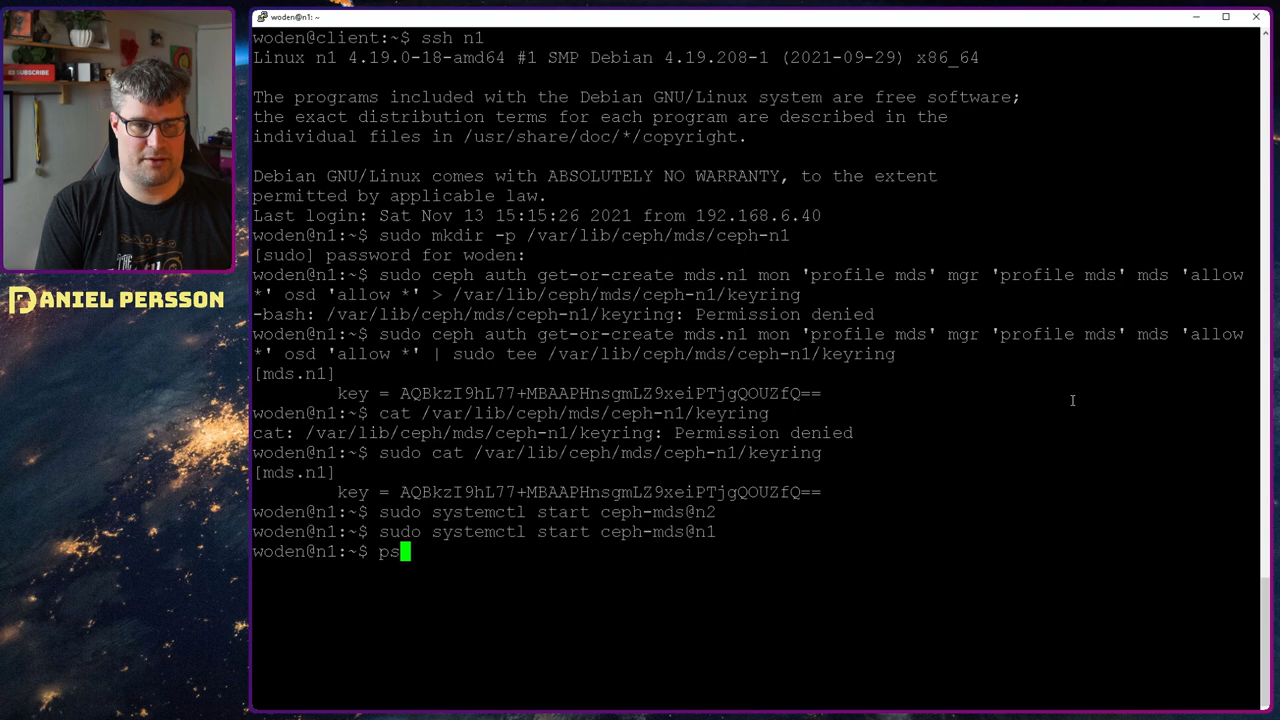 woden@n1: ~
woden@client:~$ ssh n1
Linux n1 4.19.0-18-amd64 #1 SMP Debian 4.19.208-1 (2021-09-29) x86_64
The programs included with the Debian GNU/Linux system are free software;
the exact distribution terms for each program are described in the
individual files in /usr/share/doc/*/copyright.
Debian GNU/Linux comes with ABSOLUTELY NO WARRANTY, to the extent
permitted by applicable law.
Last login: Sat Nov 13 15:15:26 2021 from 192.168.6.40
woden@n1:~$ sudo mkdir -p /var/lib/ceph/mds/ceph-n1
[sudo] password for woden:
woden@n1:~$ sudo ceph auth get-or-create mds.n1 mon 'profile mds' mgr 'profile mds' mds 'allow
*' osd 'allow *' > /var/lib/ceph/mds/ceph-n1/keyring
-bash: /var/lib/ceph/mds/ceph-n1/keyring: Permission denied
woden@n1:~$ sudo ceph auth get-or-create mds.n1 mon 'profile mds' mgr 'profile mds' mds 'allow
*' osd 'allow *' | sudo tee /var/lib/ceph/mds/ceph-n1/keyring
[mds.n1]
key = AQBkzI9hL77+MBAAPHnsgmLZ9xeiPTjgQOUZfQ==
woden@n1:~$ cat /var/lib/ceph/mds/ceph-n1/keyring
cat: /var/lib/ceph/mds/ceph-n1/keyring: Permission denied
woden@n1:~$ sudo cat /var/lib/ceph/mds/ceph-n1/keyring
[mds.n1]
key = AQBkzI9hL77+MBAAPHnsgmLZ9xeiPTjgQOUZfQ==
woden@n1:~$ sudo systemctl start ceph-mds@n2
woden@n1:~$ sudo systemctl start ceph-mds@n1
woden@n1:~$ ps
SUBSCRIBE
THE
DANIEL PERSSON